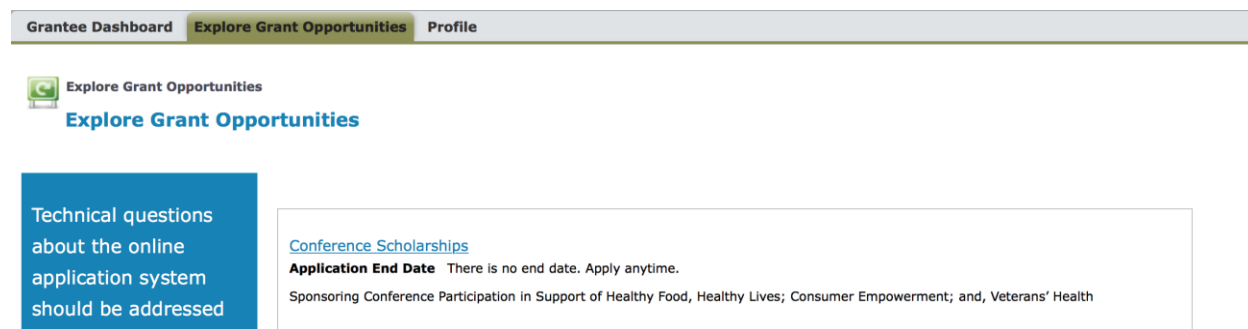 Grantee Dashboard Explore Grant Opportunities Profile
Explore Grant Opportunities
Explore Grant Opportunities
Technical questions
about the online
application system
should be addressed
Conference Scholarships
Application End Date There is no end date. Apply anytime.
Sponsoring Conference Participation in Support of Healthy Food, Healthy Lives; Consumer Empowerment; and, Veterans’ Health